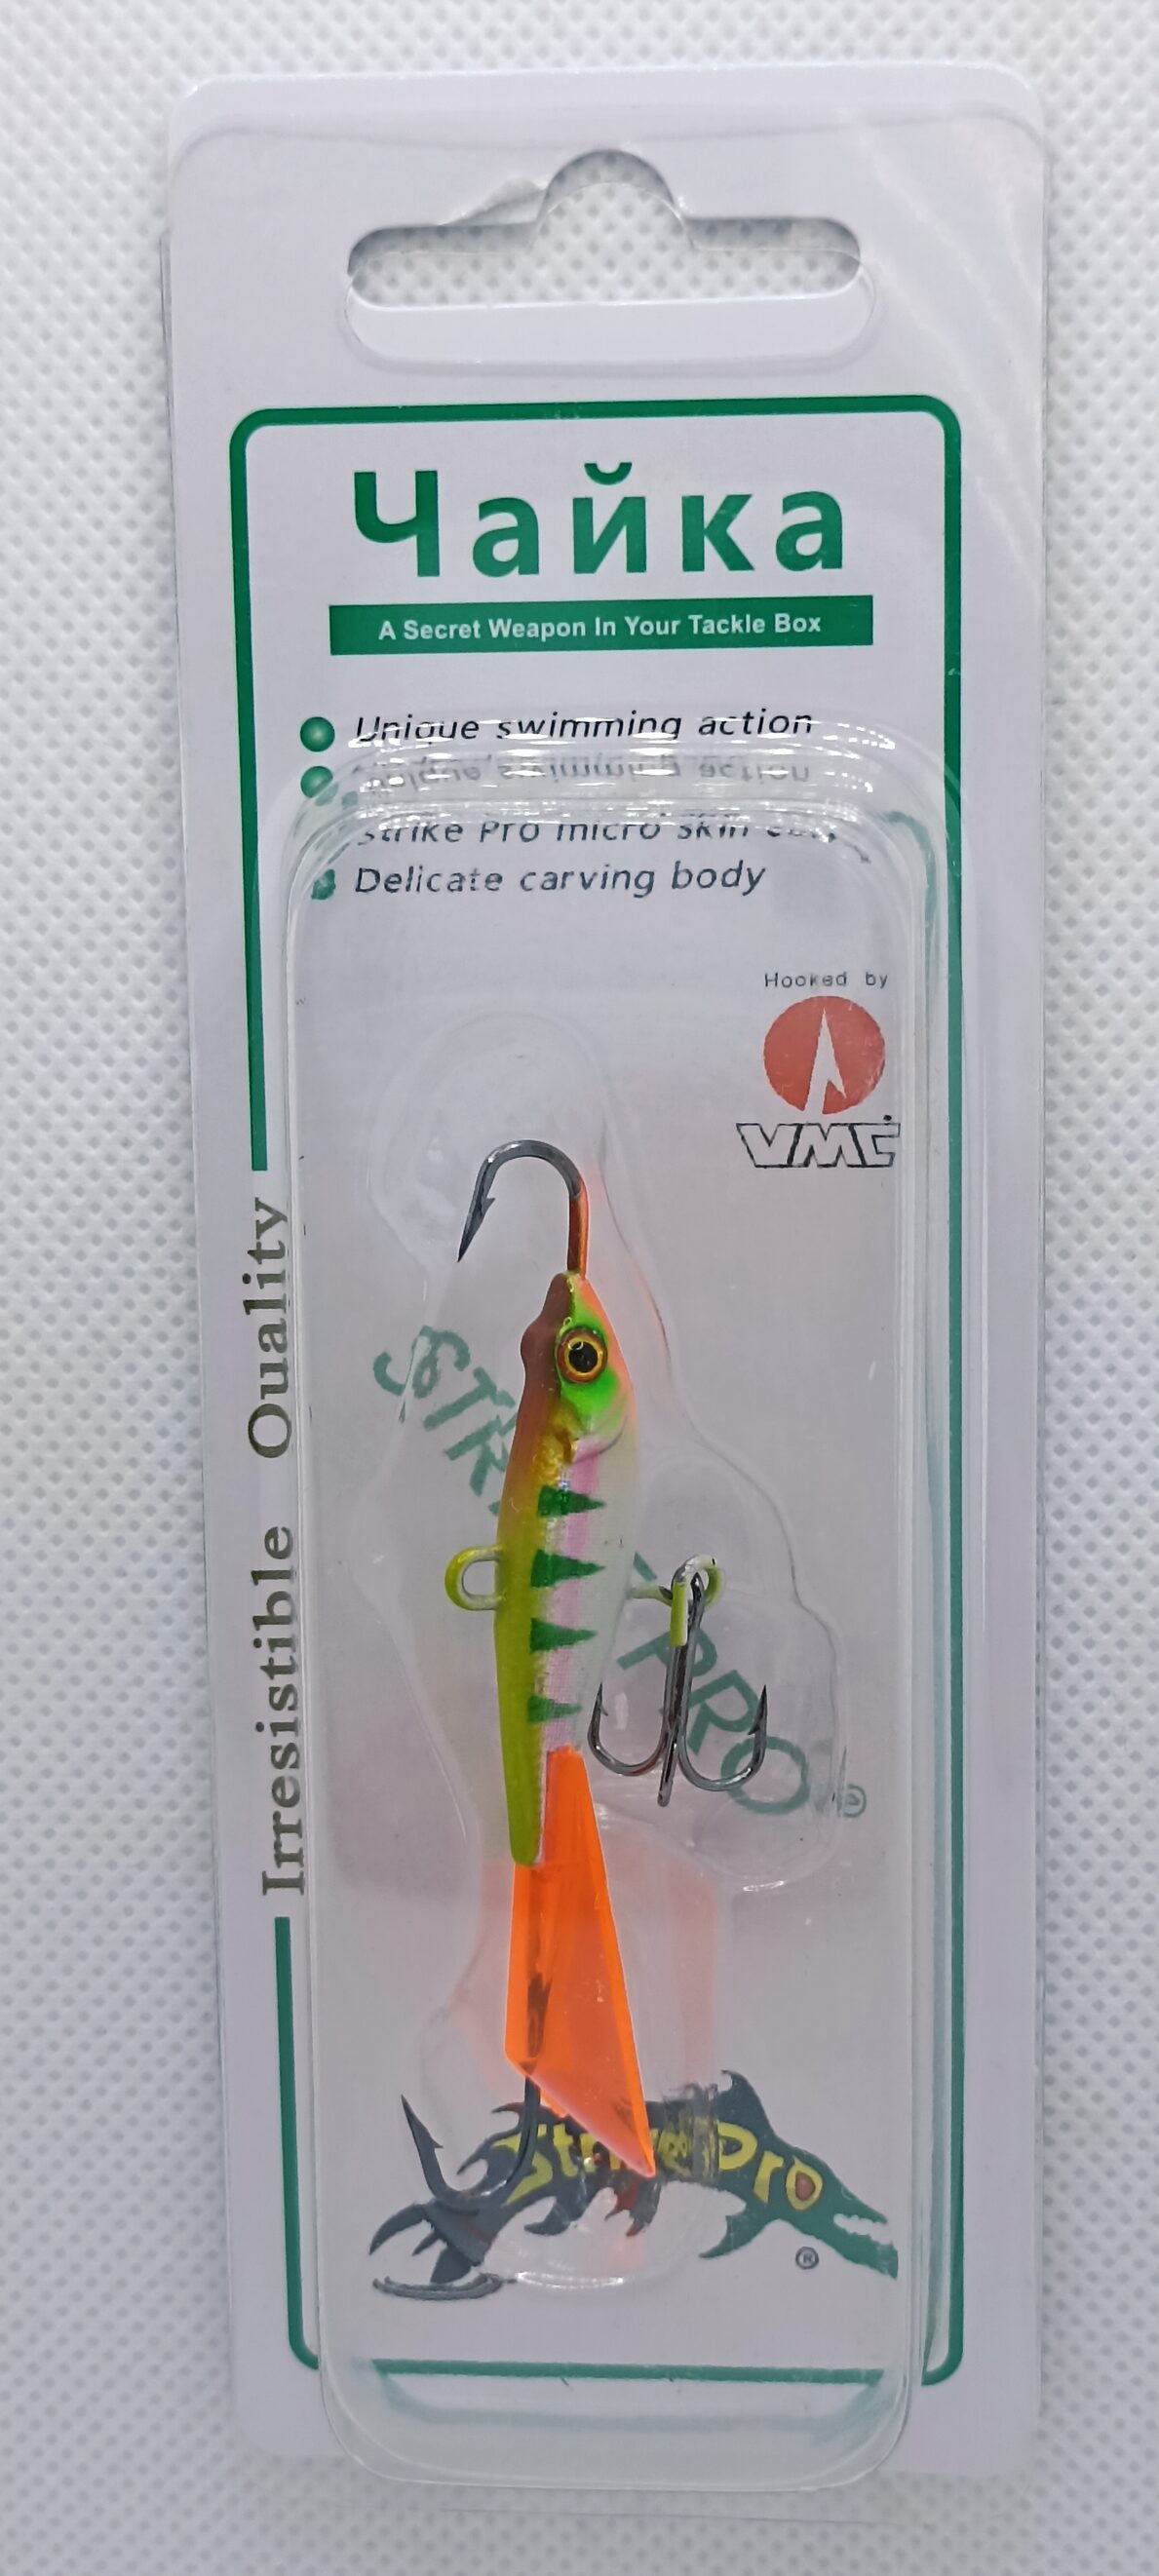 Чайка
A Secret Weapon In Your Tackle Box
Unique swimming action
Strike Pro micro skin
Delicate carving body
Hooked by
VMC
Irresistible Quality
PRO
®
Strike Pro
®